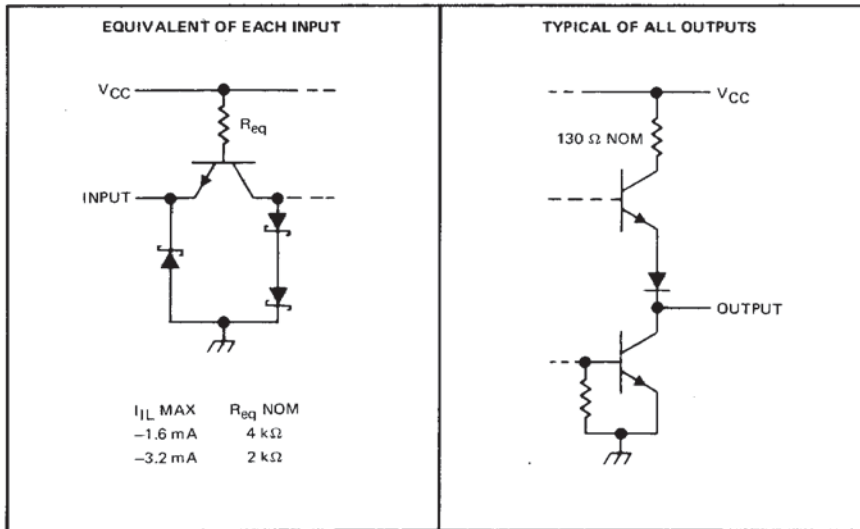 EQUIVALENT OF EACH INPUT
VCC
Req
INPUT
IIL MAX Req NOM
−1.6 mA 4 kΩ
−3.2 mA 2 kΩ
TYPICAL OF ALL OUTPUTS
VCC
130 Ω NOM
OUTPUT